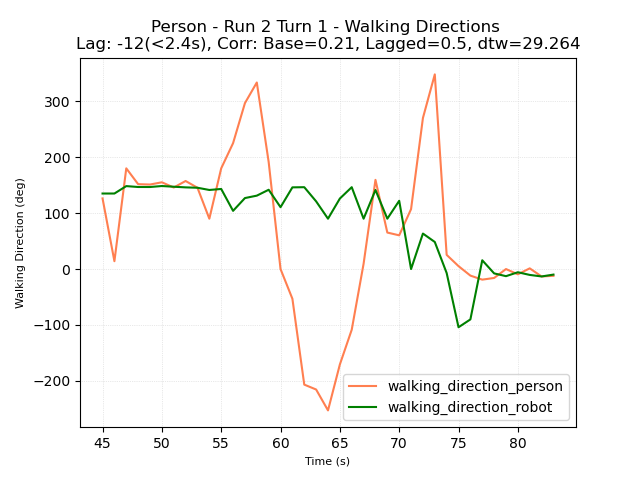 Person - Run 2 Turn 1 - Walking Directions
Lag: -12(<2.4s), Corr: Base=0.21, Lagged=0.5, dtw=29.264
300
200
100
0
−100
−200
Walking Direction (deg)
walking_direction_person
walking_direction_robot
45 50 55 60 65 70 75 80
Time (s)